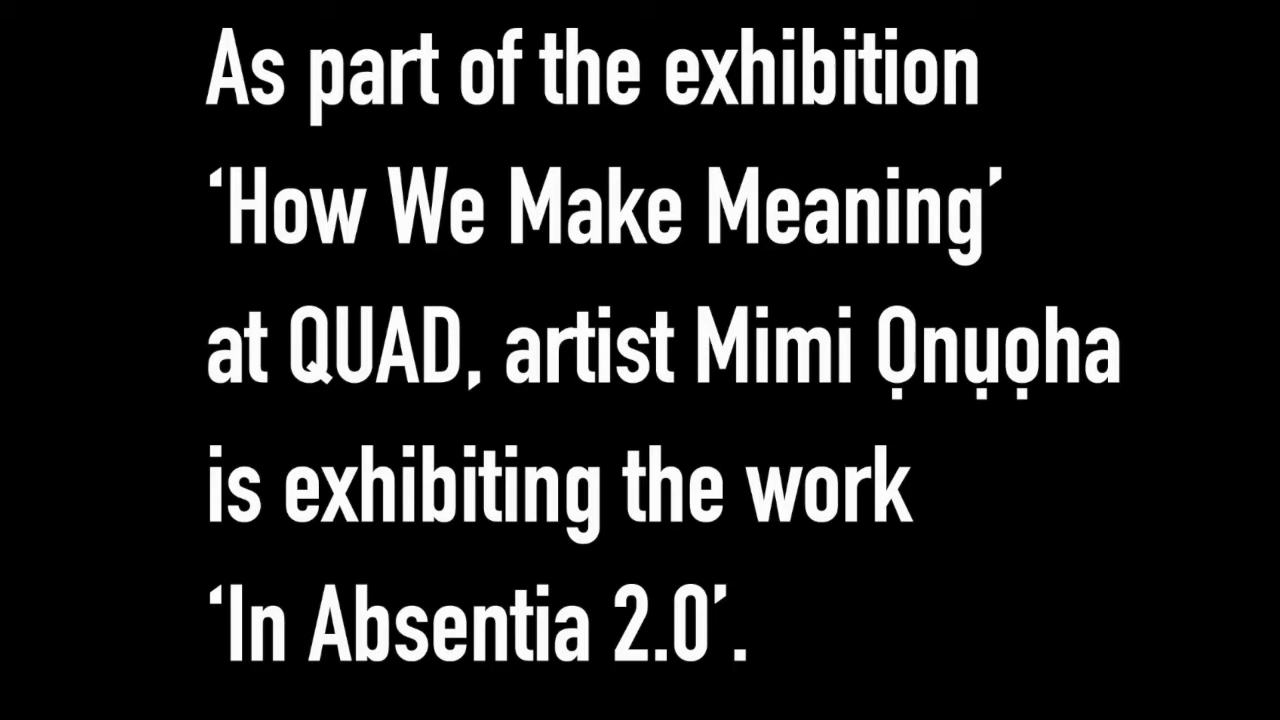 As part of the exhibition
‘How We Make Meaning’
at QUAD, artist Mimi Ọnụọha
is exhibiting the work
‘In Absentia 2.0’.